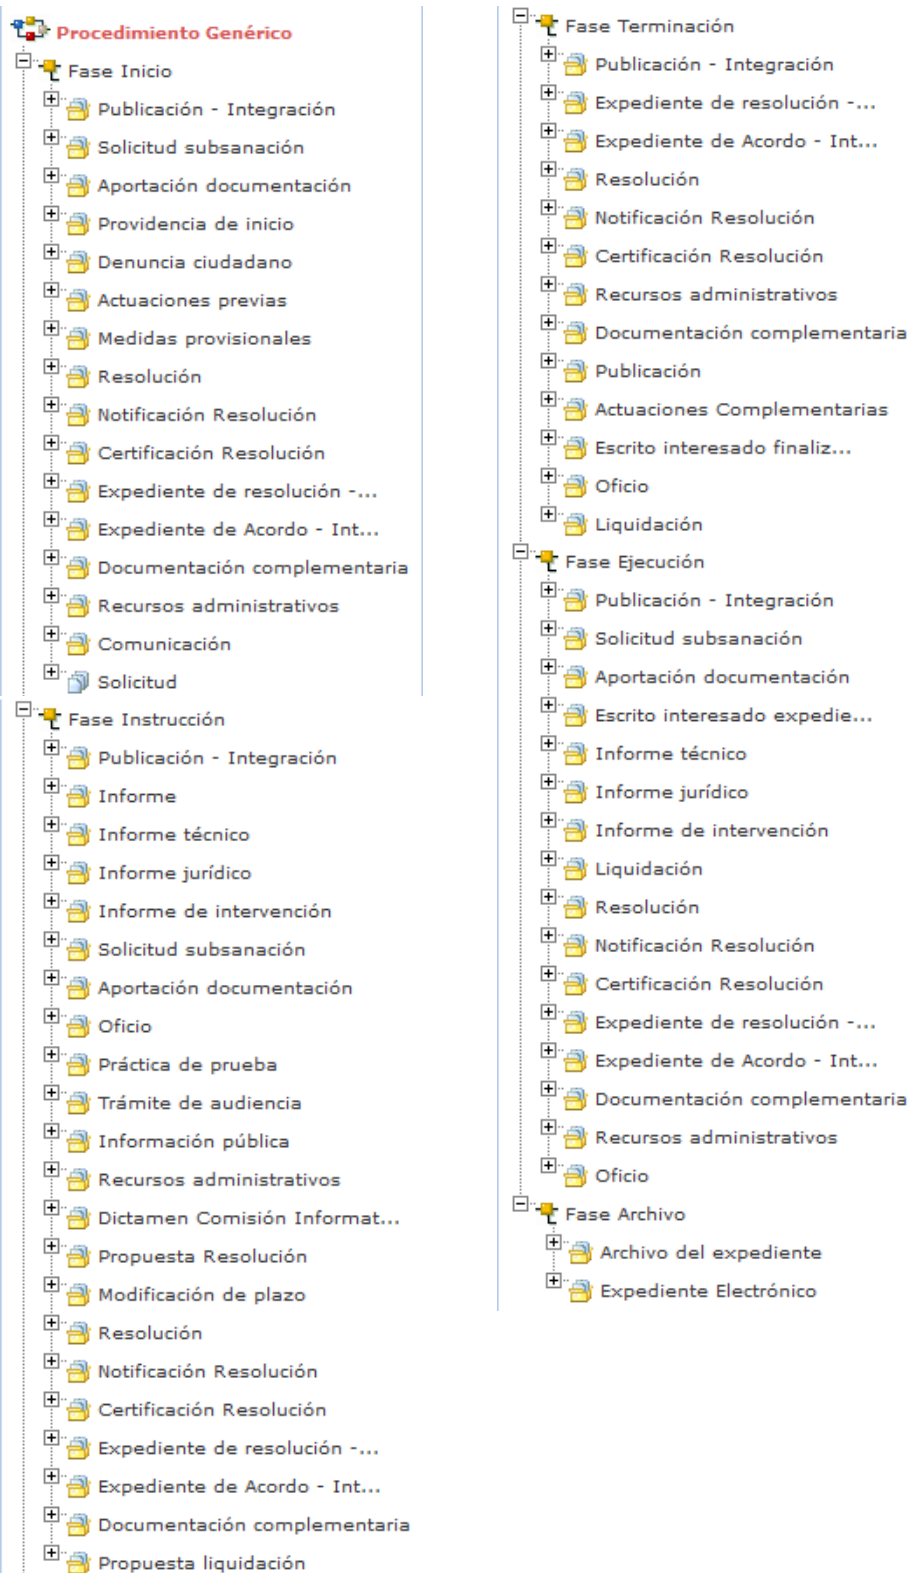 Procedimiento Genérico
Fase Inicio
Publicación - Integración
Solicitud subsanación
Aportación documentación
Providencia de inicio
Denuncia ciudadano
Actuaciones previas
Medidas provisionales
Resolución
Notificación Resolución
Certificación Resolución
Expediente de resolución -...
Expediente de Acordo - Int...
Documentación complementaria
Recursos administrativos
Comunicación
Solicitud
Fase Instrucción
Publicación - Integración
Informe
Informe técnico
Informe jurídico
Informe de intervención
Solicitud subsanación
Aportación documentación
Oficio
Práctica de prueba
Trámite de audiencia
Información pública
Recursos administrativos
Dictamen Comisión Informat...
Propuesta Resolución
Modificación de plazo
Resolución
Notificación Resolución
Certificación Resolución
Expediente de resolución -...
Expediente de Acordo - Int...
Documentación complementaria
Propuesta liquidación
Fase Terminación
Publicación - Integración
Expediente de resolución -...
Expediente de Acordo - Int...
Resolución
Notificación Resolución
Certificación Resolución
Recursos administrativos
Documentación complementaria
Publicación
Actuaciones Complementarias
Escrito interesado finaliz...
Oficio
Liquidación
Fase Ejecución
Publicación - Integración
Solicitud subsanación
Aportación documentación
Escrito interesado expedie...
Informe técnico
Informe jurídico
Informe de intervención
Liquidación
Resolución
Notificación Resolución
Certificación Resolución
Expediente de resolución -...
Expediente de Acordo - Int...
Documentación complementaria
Recursos administrativos
Oficio
Fase Archivo
Archivo del expediente
Expediente Electrónico